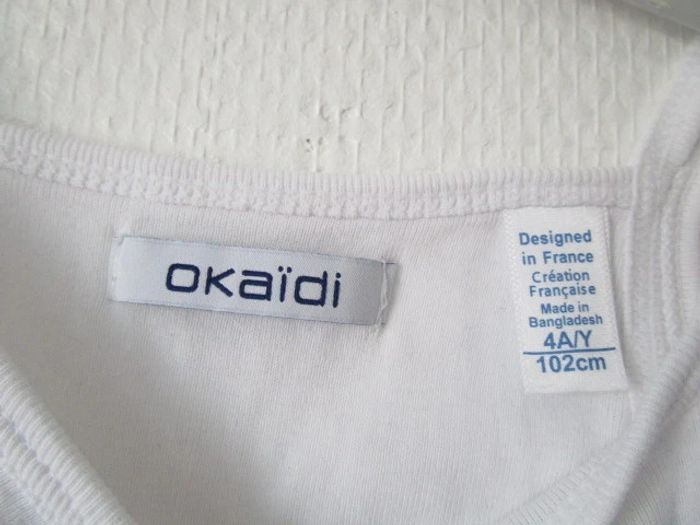 okaïdi
Designed
in France
Création
Française
Made in
Bangladesh
4A/Y
102cm